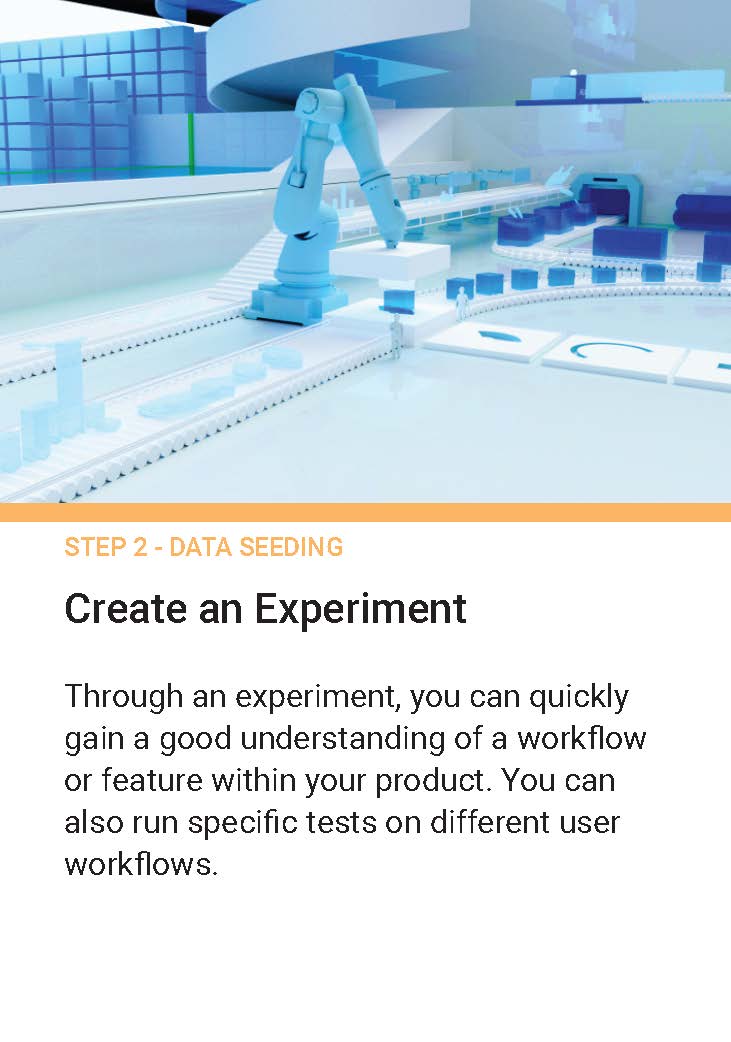 STEP 2 - DATA SEEDING
Create an Experiment
Through an experiment, you can quickly
gain a good understanding of a workflow
or feature within your product. You can
also run specific tests on different user
workflows.